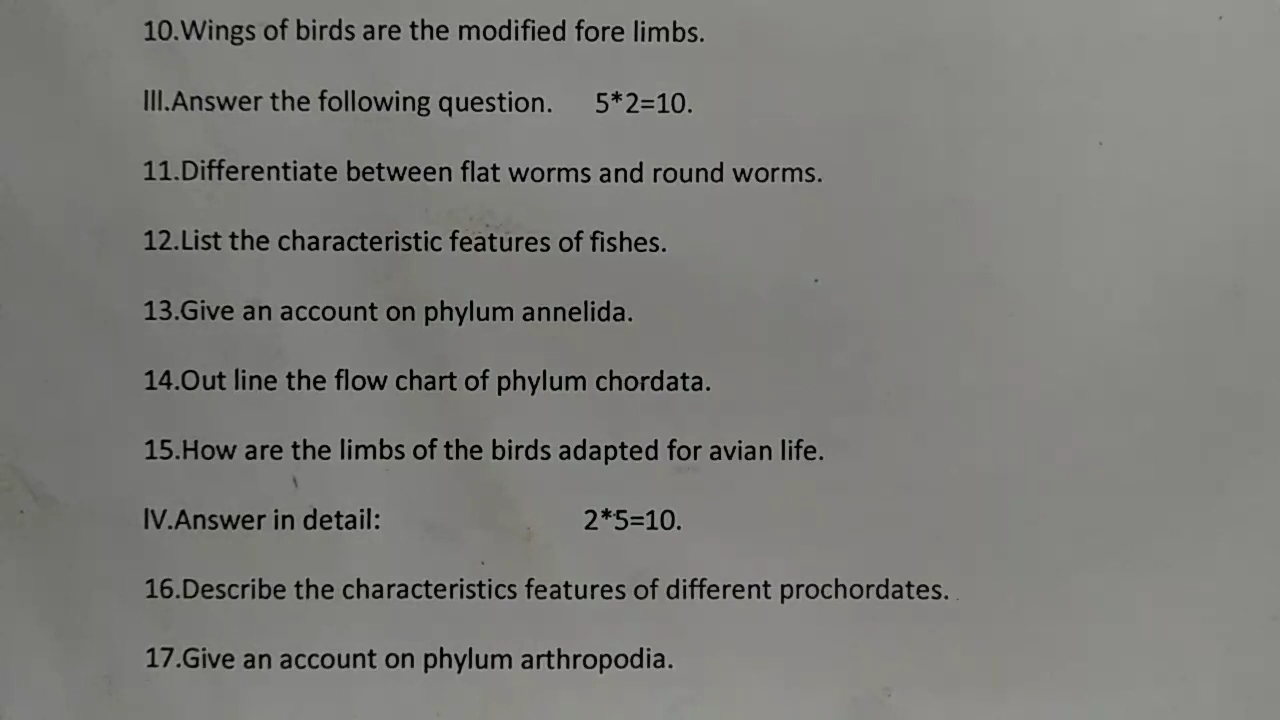 10.Wings of birds are the modified fore limbs.
III.Answer the following question. 5*2=10.
11.Differentiate between flat worms and round worms.
12.List the characteristic features of fishes.
13.Give an account on phylum annelida.
14.Out line the flow chart of phylum chordata.
15.How are the limbs of the birds adapted for avian life.
IV.Answer in detail: 2*5=10.
16.Describe the characteristics features of different prochordates.
17.Give an account on phylum arthropodia.